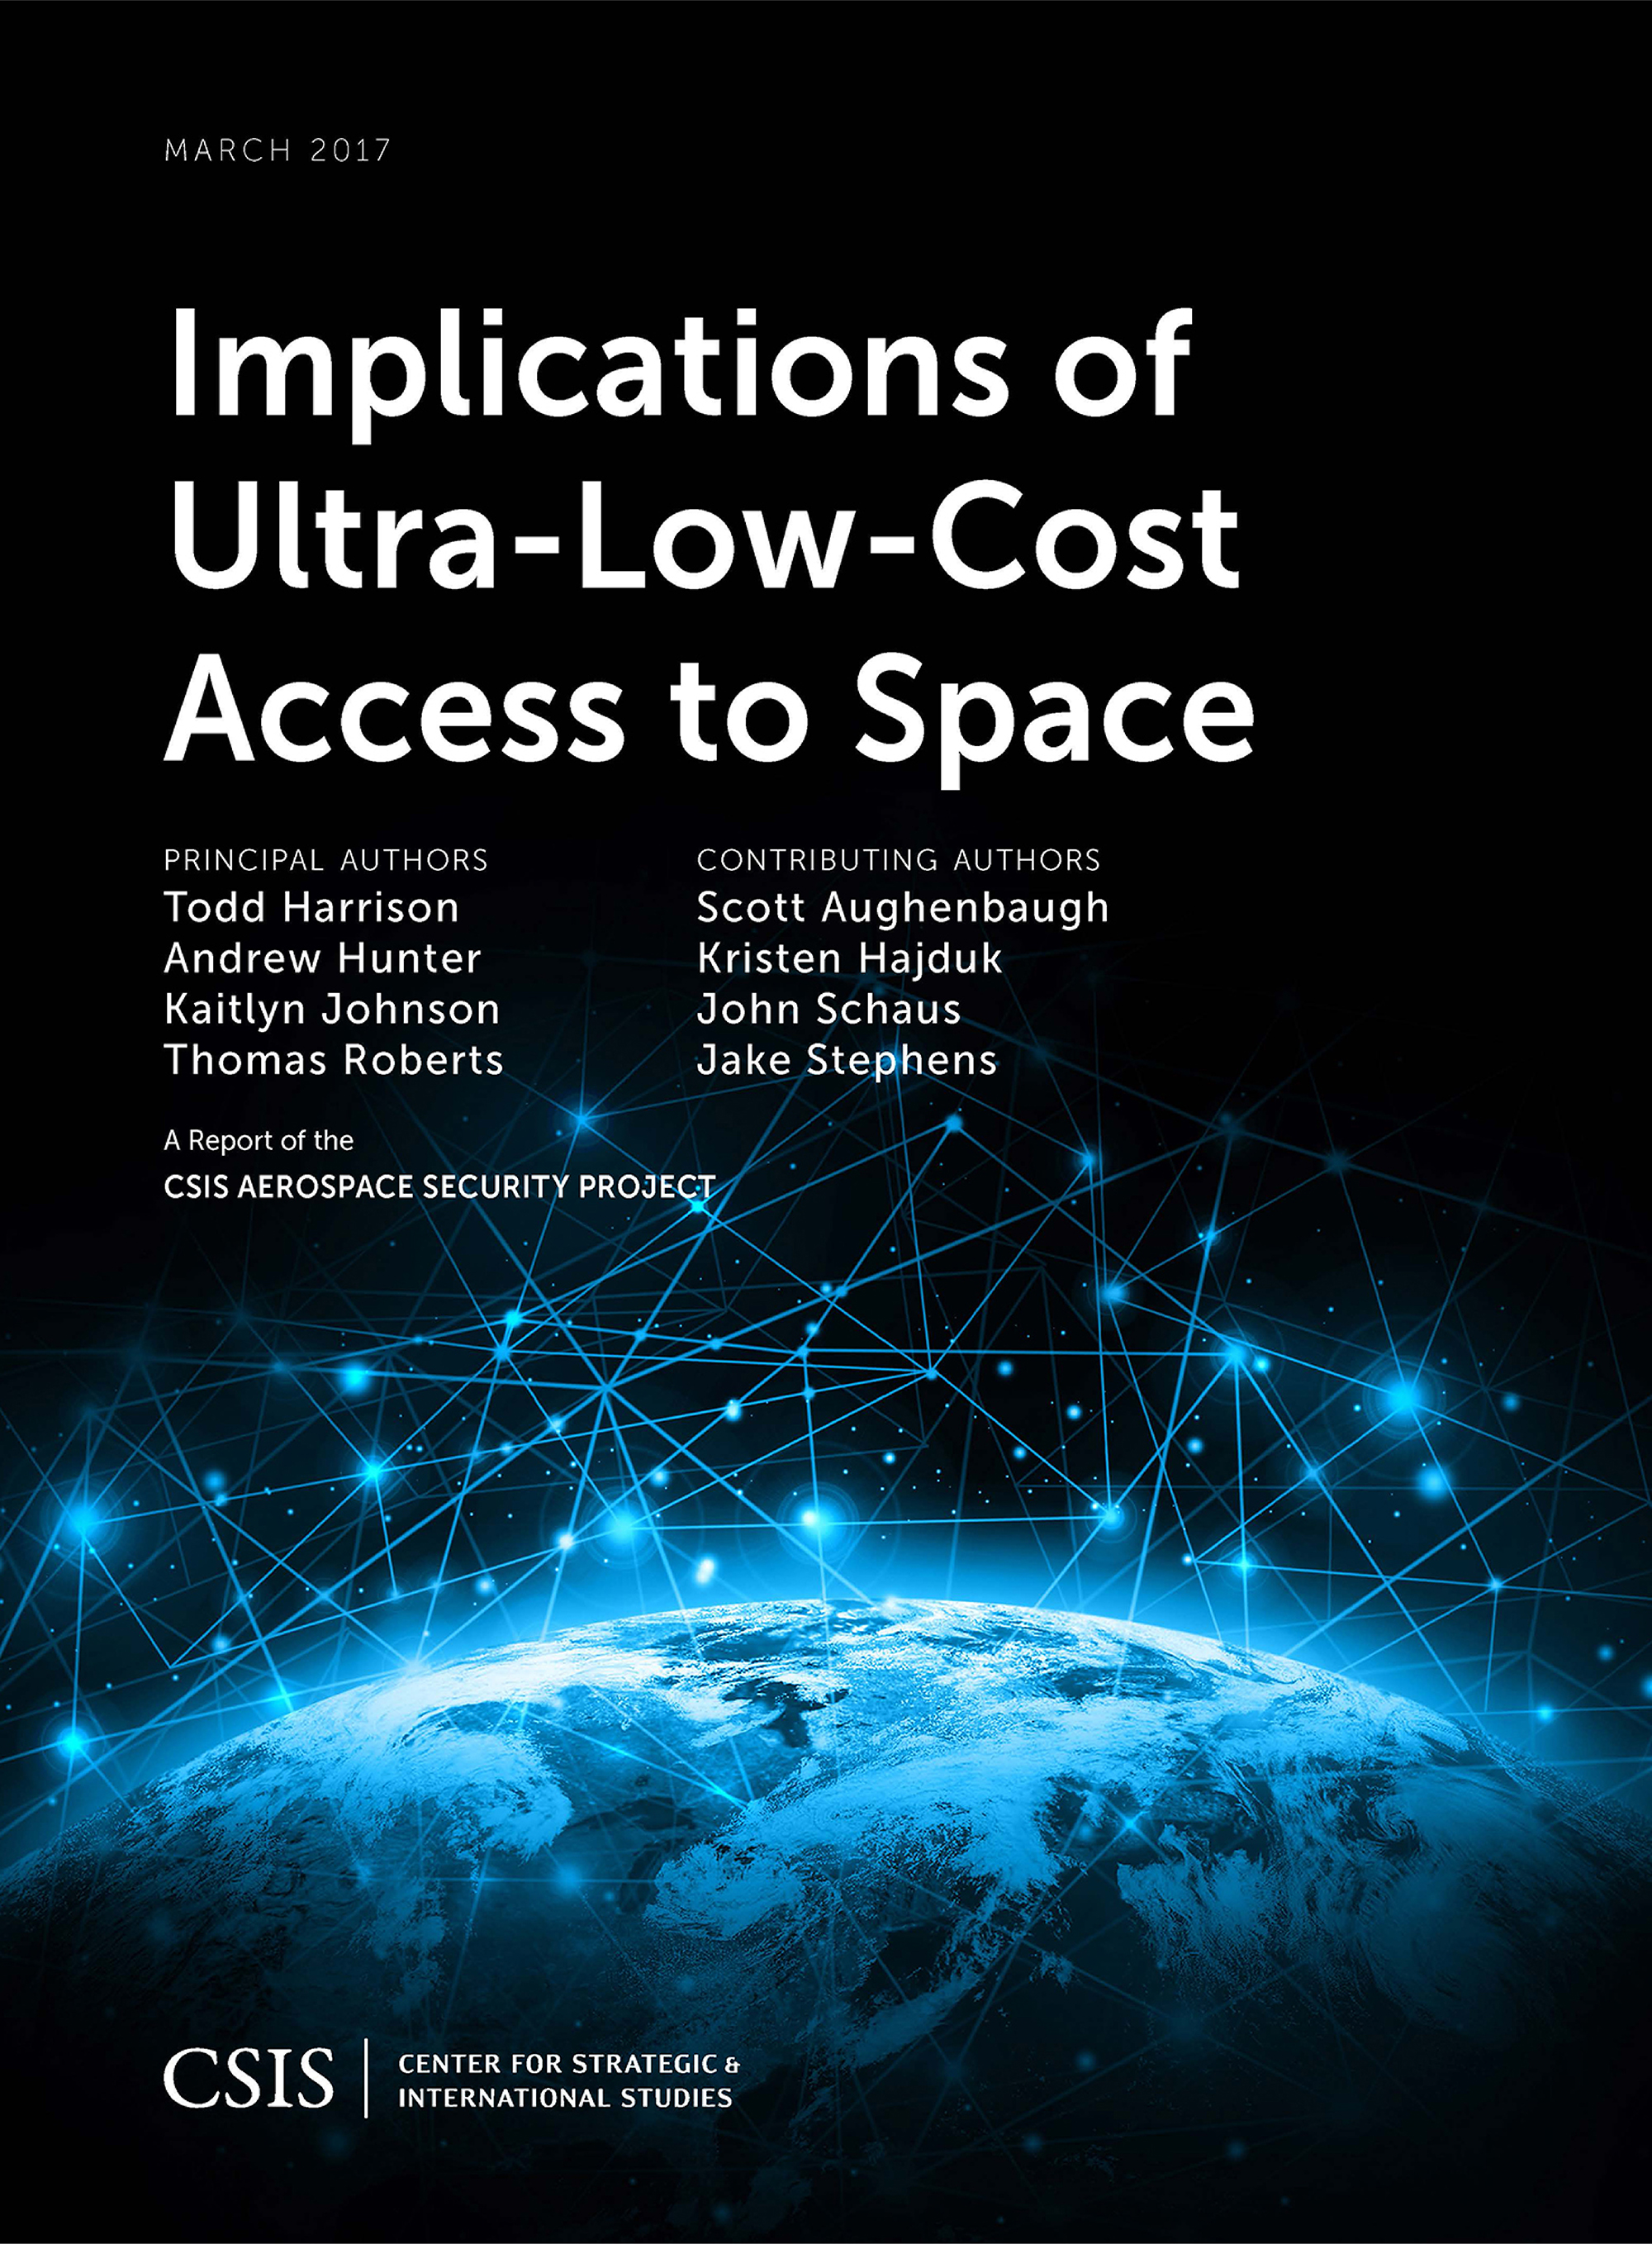 MARCH 2017
Implications of
Ultra-Low-Cost
Access to Space
PRINCIPAL AUTHORS
Todd Harrison
Andrew Hunter
Kaitlyn Johnson
Thomas Roberts
CONTRIBUTING AUTHORS
Scott Aughenbaugh
Kristen Hajduk
John Schaus
Jake Stephens
A Report of the
CSIS AEROSPACE SECURITY PROJECT
CSIS
CENTER FOR STRATEGIC &
INTERNATIONAL STUDIES